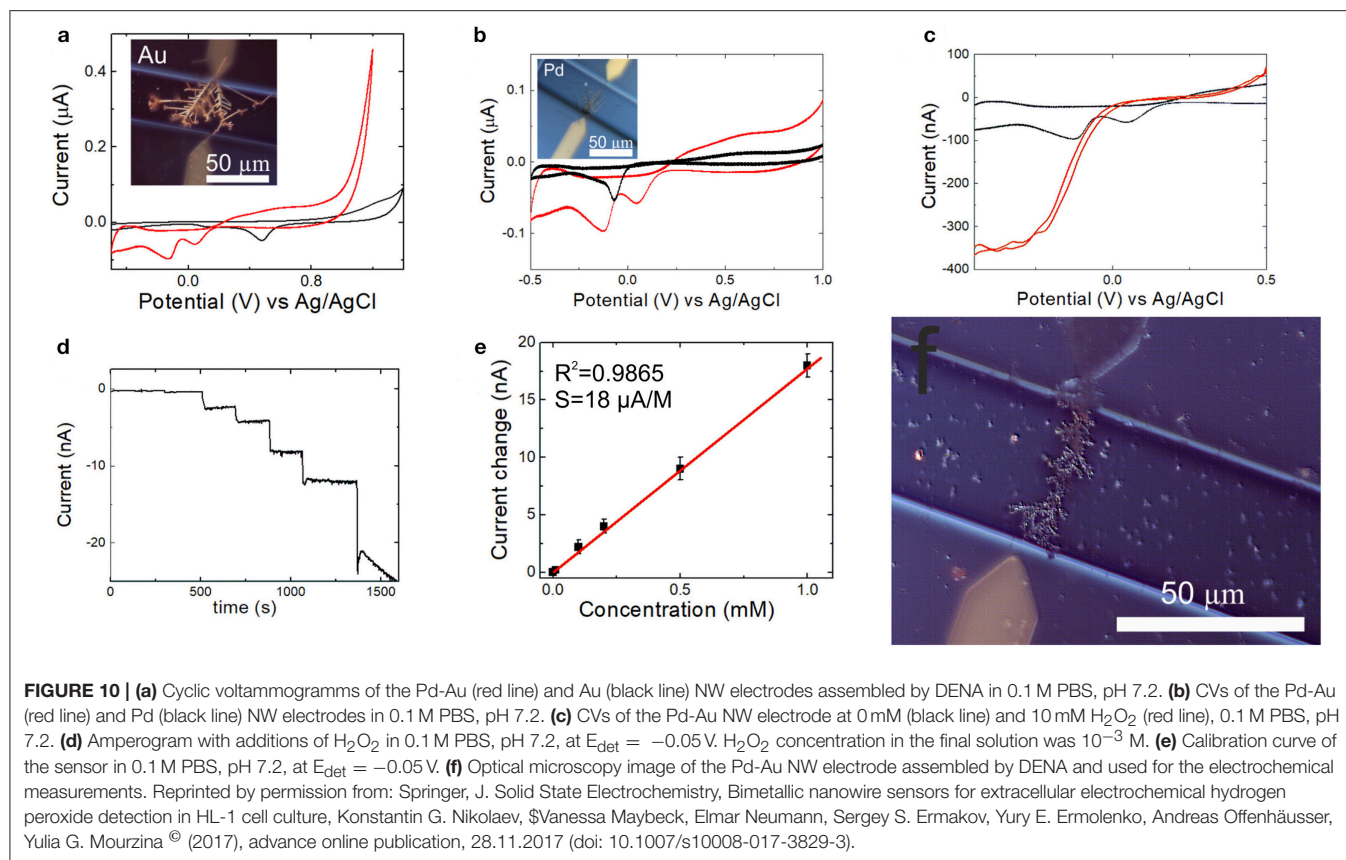 a
Au
50 μm
0.4
0.2
0.0
Current (μA)
0.0
0.8
Potential (V) vs Ag/AgCl
b
Pd
50 μm
0.1
0.0
-0.1
Current (μA)
-0.5
0.0
0.5
1.0
Potential (V) vs Ag/AgCl
c
100
50
0
-50
-100
-200
-300
-400
Current (nA)
0.0
0.5
Potential (V) vs Ag/AgCl
d
0
-10
-20
Current (nA)
0
500
1000
1500
time (s)
e
R²=0.9865
S=18 μA/M
20
15
10
5
0
Current change (nA)
0.0
0.5
1.0
Concentration (mM)
f
50 μm
FIGURE 10 | (a) Cyclic voltammogramms of the Pd-Au (red line) and Au (black line) NW electrodes assembled by DENA in 0.1 M PBS, pH 7.2. (b) CVs of the Pd-Au
(red line) and Pd (black line) NW electrodes in 0.1 M PBS, pH 7.2. (c) CVs of the Pd-Au NW electrode at 0 mM (black line) and 10 mM H₂O₂ (red line), 0.1 M PBS, pH
7.2. (d) Amperogram with additions of H₂O₂ in 0.1 M PBS, pH 7.2, at E_det = −0.05 V. H₂O₂ concentration in the final solution was 10⁻³ M. (e) Calibration curve of
the sensor in 0.1 M PBS, pH 7.2, at E_det = −0.05 V. (f) Optical microscopy image of the Pd-Au NW electrode assembled by DENA and used for the electrochemical
measurements. Reprinted by permission from: Springer, J. Solid State Electrochemistry, Bimetallic nanowire sensors for extracellular electrochemical hydrogen
peroxide detection in HL-1 cell culture, Konstantin G. Nikolaev, $Vanessa Maybeck, Elmar Neumann, Sergey S. Ermakov, Yury E. Ermolenko, Andreas Offenhäusser,
Yulia G. Mourzina © (2017), advance online publication, 28.11.2017 (doi: 10.1007/s10008-017-3829-3).